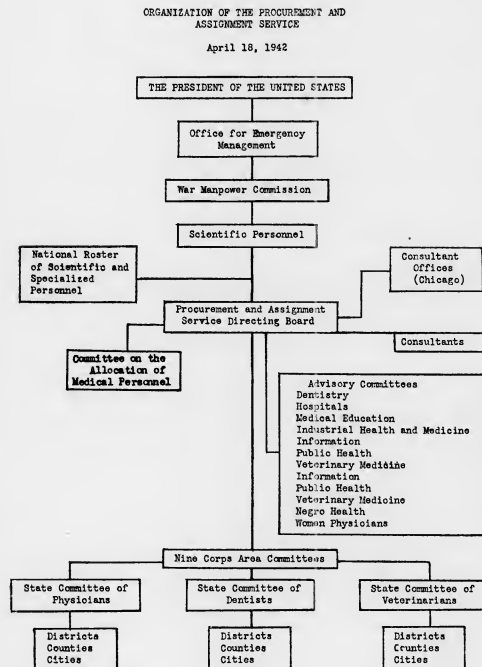 ORGANIZATION OF THE PROCUREMENT AND
ASSIGNMENT SERVICE
April 18, 1942
THE PRESIDENT OF THE UNITED STATES
Office for Emergency
Management
War Manpower Commission
Scientific Personnel
National Roster
of Scientific and
Specialized
Personnel
Consultant
Offices
(Chicago)
Procurement and Assignment
Service Directing Board
Consultants
Committee on the
Allocation of
Medical Personnel
Advisory Committees
Dentistry
Hospitals
Medical Education
Industrial Health and Medicine
Information
Public Health
Veterinary Medicine
Information
Public Health
Veterinary Medicine
Negro Health
Women Physicians
Nine Corps Area Committees
State Committee of
Physicians
State Committee of
Dentists
State Committee of
Veterinarians
Districts
Counties
Cities
Districts
Counties
Cities
Districts
Counties
Cities